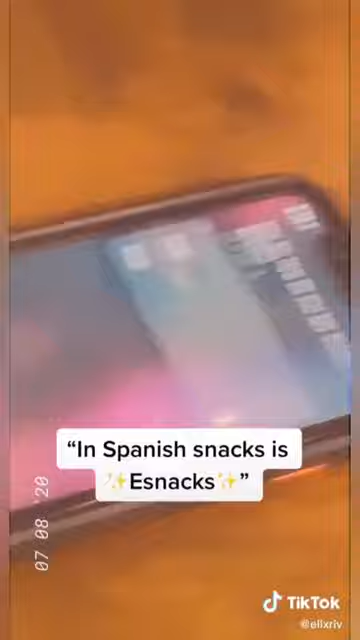 “In Spanish snacks is
✨Esnacks✨”
07 08 '20
TikTok
@elixriv